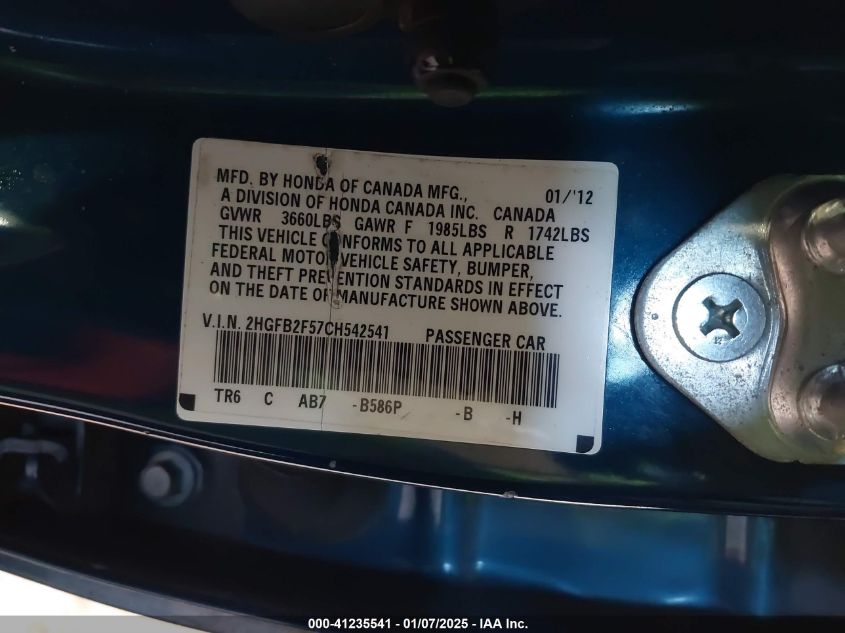 MFD. BY HONDA OF CANADA MFG., 01/'12
A DIVISION OF HONDA CANADA INC. CANADA
GVWR 3660LBS GAWR F 1985LBS R 1742LBS
THIS VEHICLE CONFORMS TO ALL APPLICABLE
FEDERAL MOTOR VEHICLE SAFETY, BUMPER,
AND THEFT PREVENTION STANDARDS IN EFFECT
ON THE DATE OF MANUFACTURE SHOWN ABOVE.
V.I.N. 2HGFB2F57CH542541 PASSENGER CAR
TR6 C AB7 -B586P -B -H
000-41235541 | 01/07/2025 - IAA Inc.